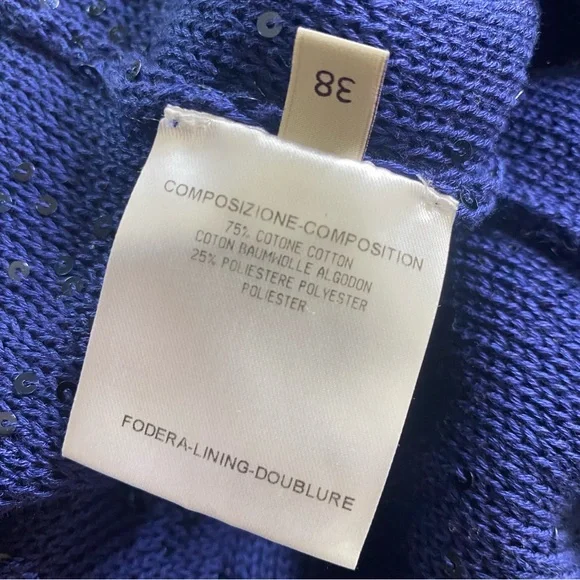 38
COMPOSIZIONE-COMPOSITION
75% COTONE COTTON
COTON BAUMWOLLE ALGODON
25% POLIESTERE POLYESTER
POLIESTER
FODERA-LINING-DOUBLURE